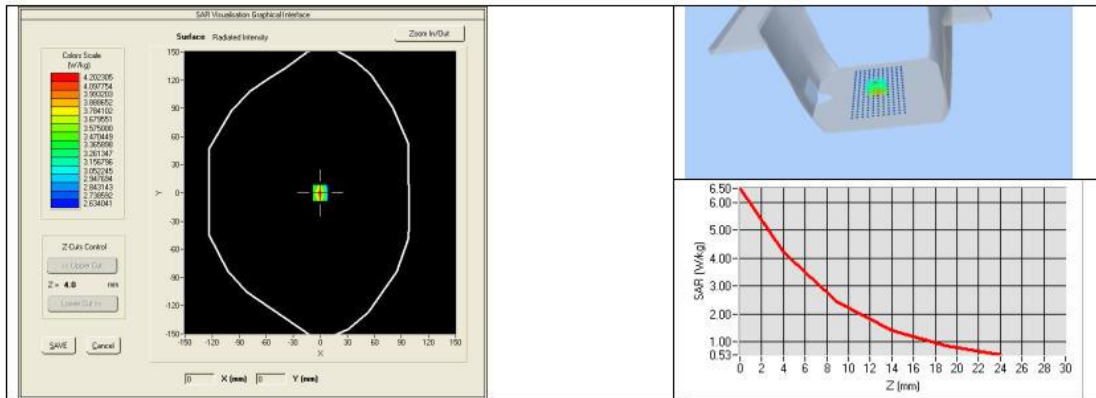 SAR Visualisation Graphical Interface
Surface Radiated Intensity
Zoom In/Out
Colors Scale
(W/kg)
4.202305
4.097754
3.993203
3.888652
3.784102
3.679551
3.575000
3.470449
3.365898
3.261347
3.156796
3.052245
2.947694
2.843143
2.738592
2.634041
Z-Cuts Control
<< Upper Cut
Z = 4.0 mm
Lower Cut >>
SAVE Cancel
150
120
90
60
30
0
-30
-60
-90
-120
-150
Y
-150 -120 -90 -60 -30 0 30 60 90 120 150
X
0 X (mm) 0 Y (mm)
6.50
6.00
5.00
4.00
3.00
2.00
1.00
0.53
SAR (W/kg)
0 2 4 6 8 10 12 14 16 18 20 22 24 26 28 30
Z (mm)